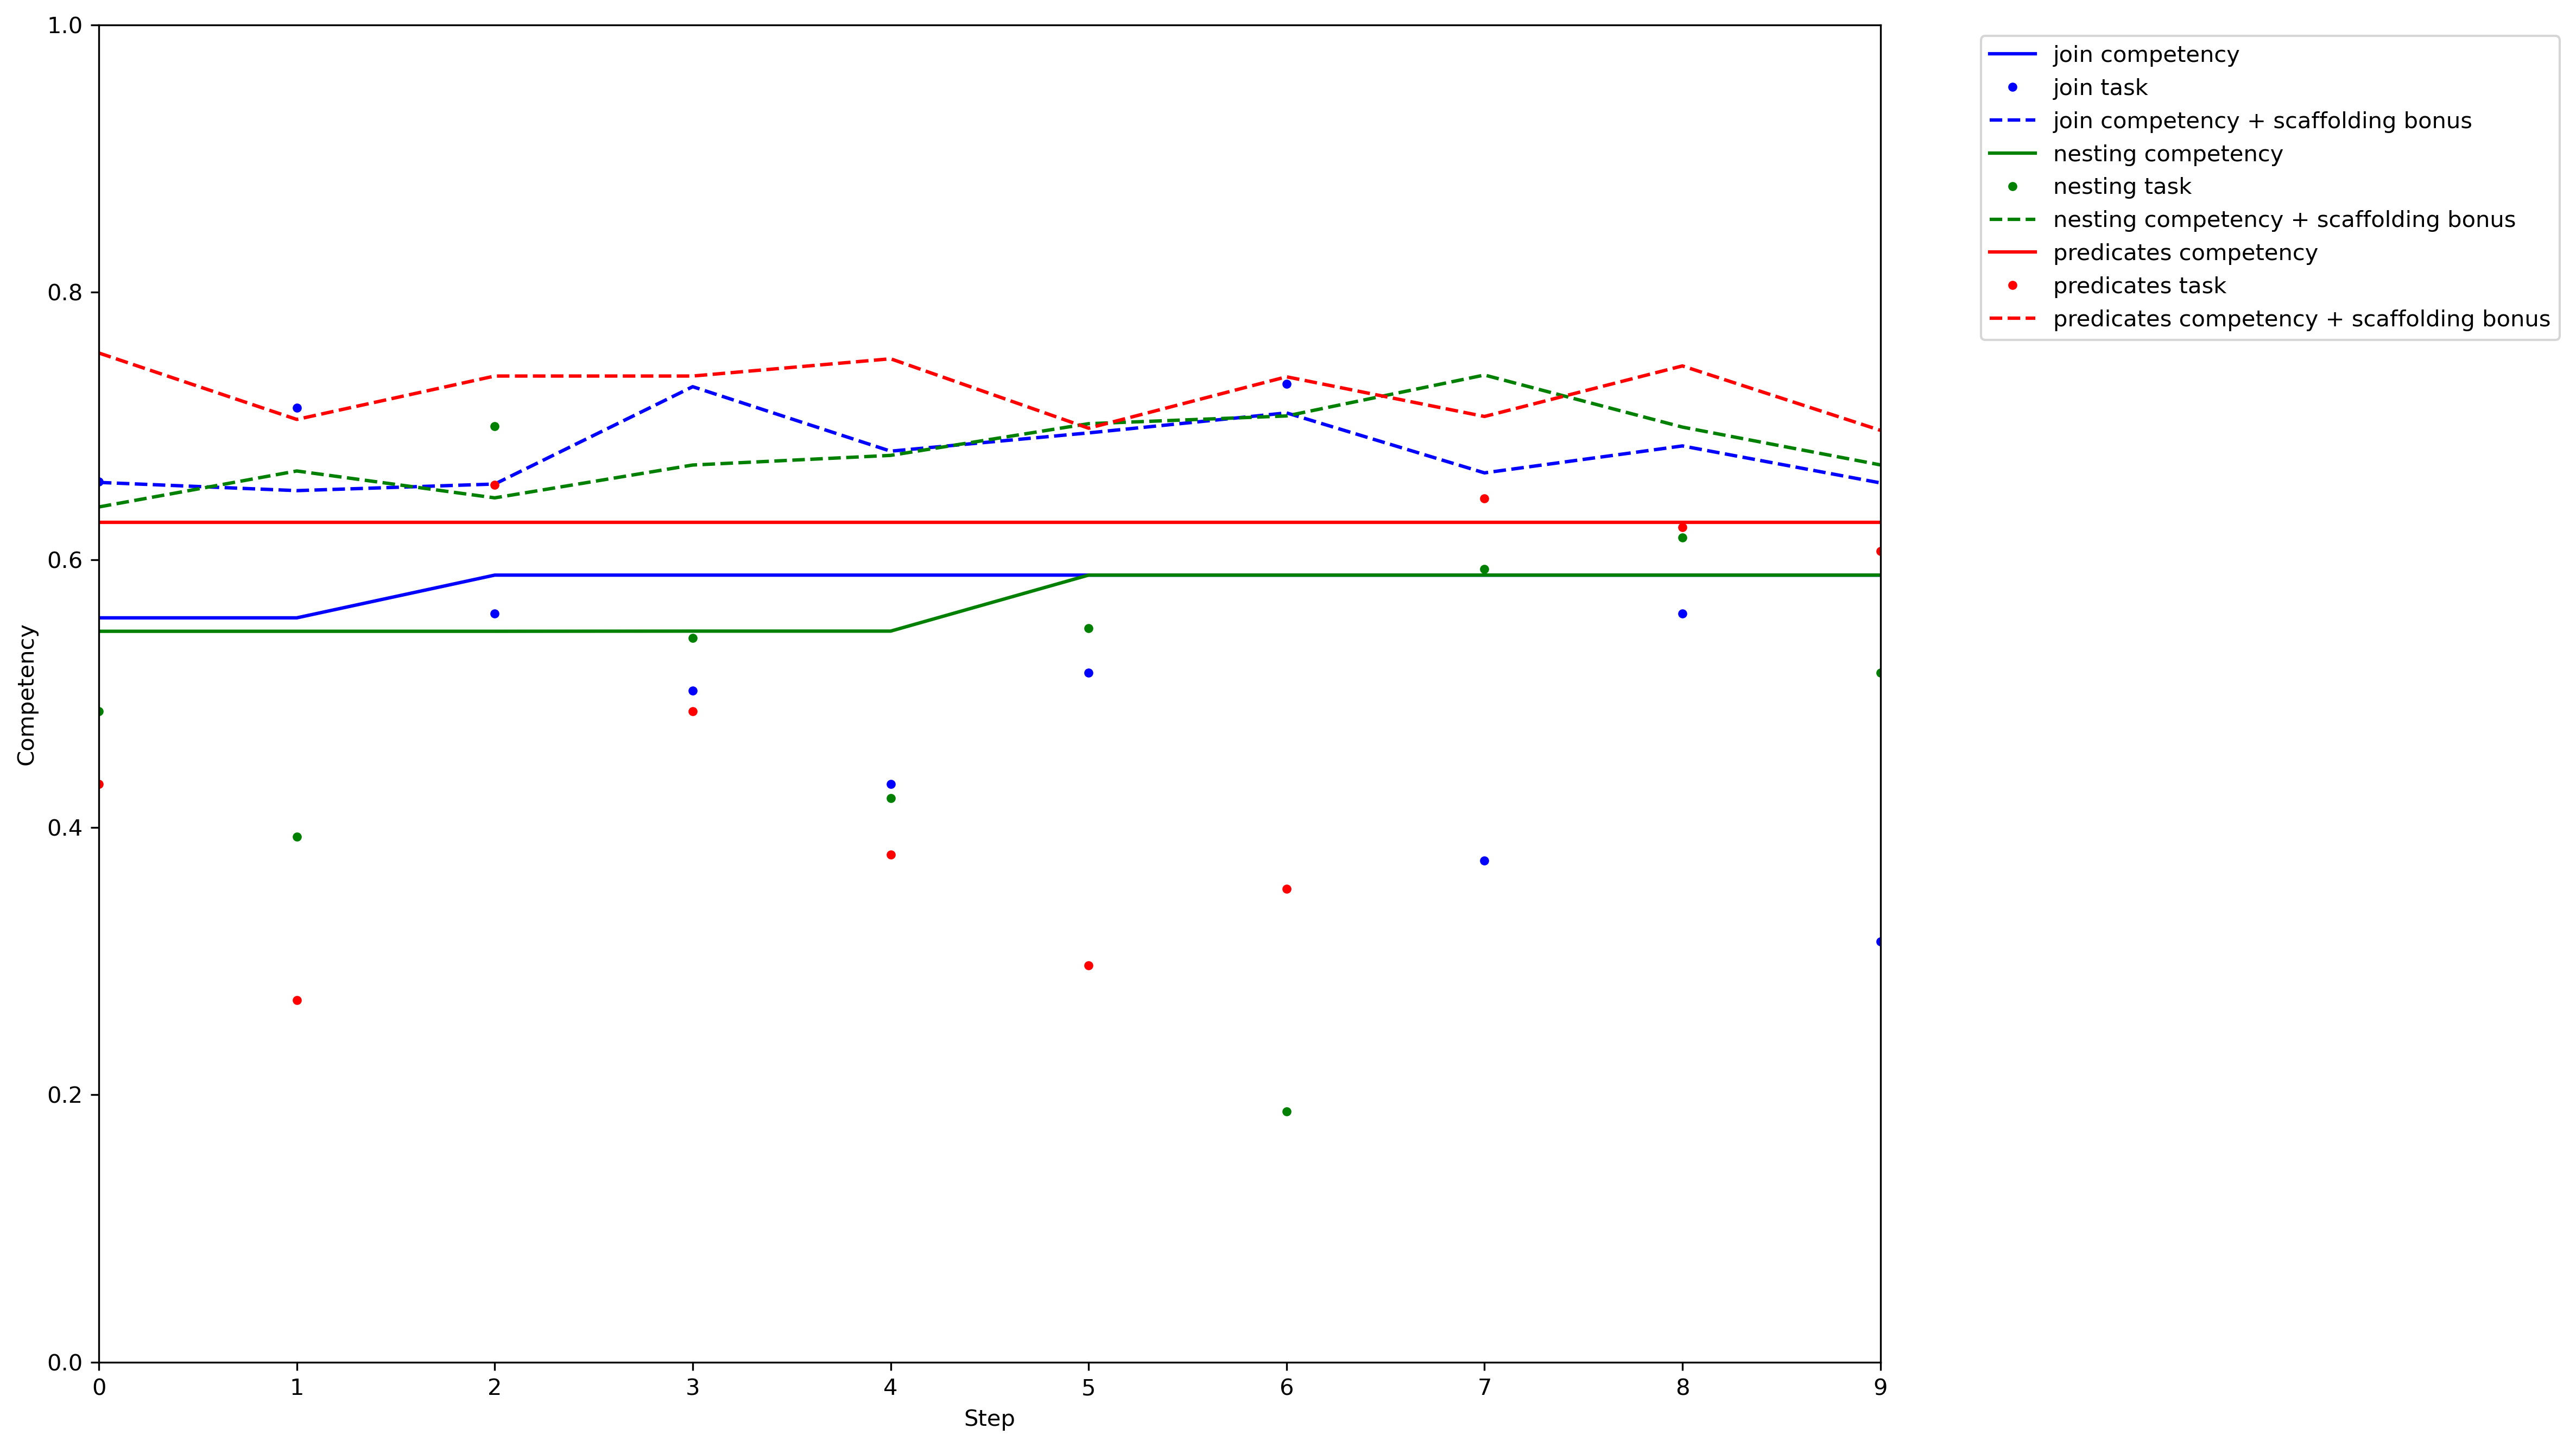 1.0
0.8
0.6
0.4
0.2
0.0
Competency
0 1 2 3 4 5 6 7 8 9
Step
join competency
join task
join competency + scaffolding bonus
nesting competency
nesting task
nesting competency + scaffolding bonus
predicates competency
predicates task
predicates competency + scaffolding bonus